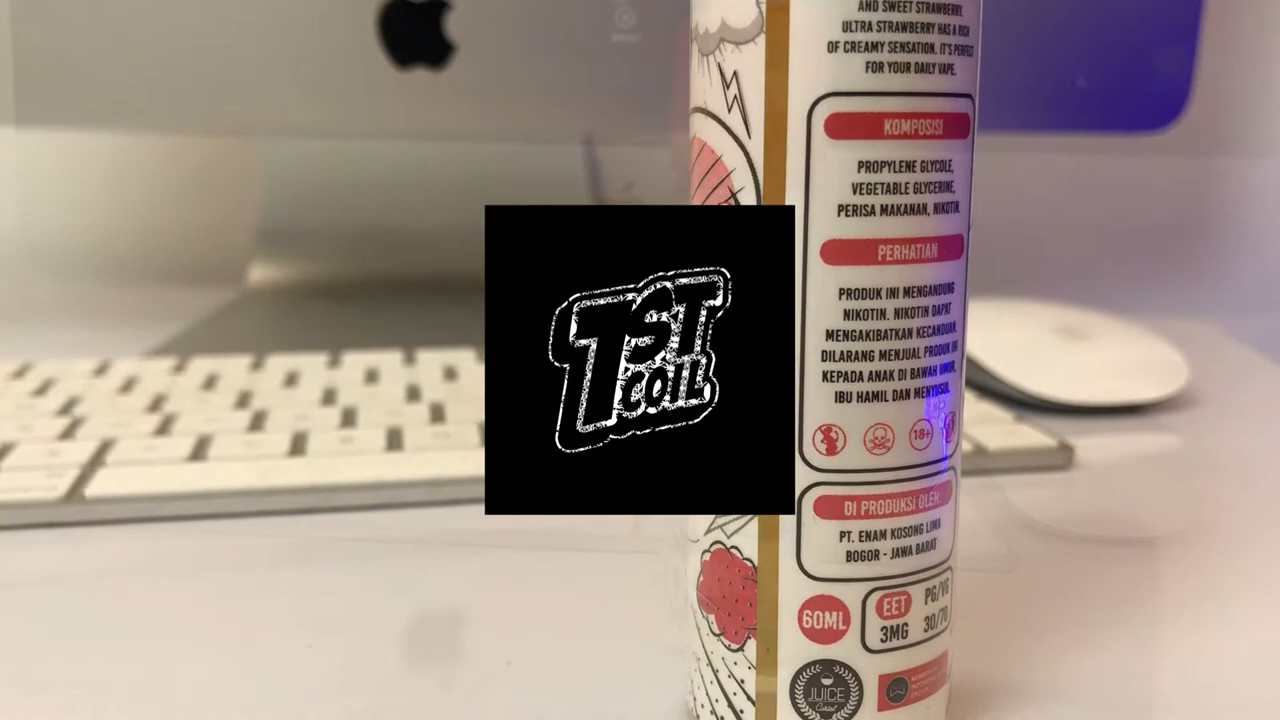 AND SWEET STRAWBERRY.
ULTRA STRAWBERRY HAS A RICH
OF CREAMY SENSATION. IT'S PERFECT
FOR YOUR DAILY VAPE.
KOMPOSISI
PROPYLENE GLYCOLE,
VEGETABLE GLYCERINE,
PERISA MAKANAN, NIKOTIN.
PERHATIAN
PRODUK INI MENGANDUNG
NIKOTIN. NIKOTIN DAPAT
MENGAKIBATKAN KECANDUAN.
DILARANG MENJUAL PRODUK INI
KEPADA ANAK DI BAWAH UMUR,
IBU HAMIL DAN MENYUSUI.
18+
DI PRODUKSI OLEH
PT. ENAM KOSONG LIMA
BOGOR - JAWA BARAT
60ML
EET
3MG
PG/VG
30/70
JUICE
Cartel
1ST
COIL